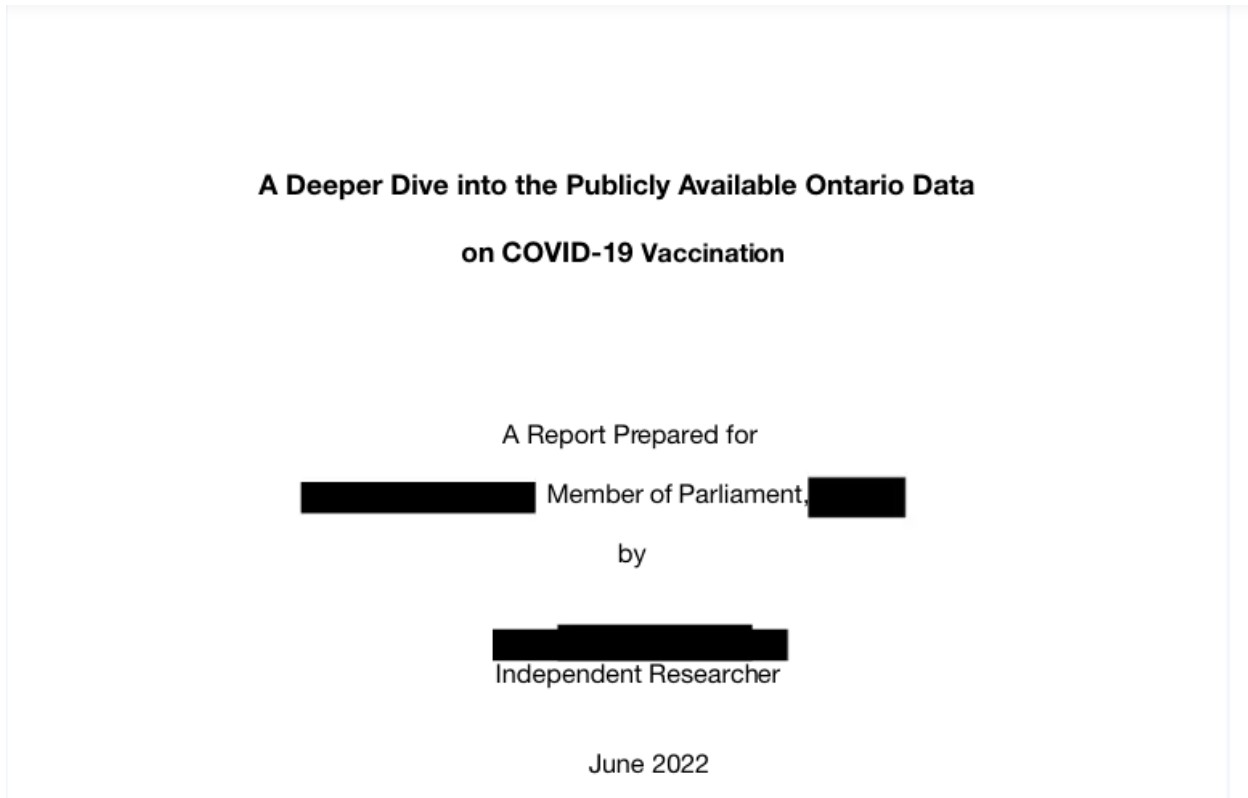 A Deeper Dive into the Publicly Available Ontario Data
on COVID-19 Vaccination
A Report Prepared for
Member of Parliament,
by
Independent Researcher
June 2022